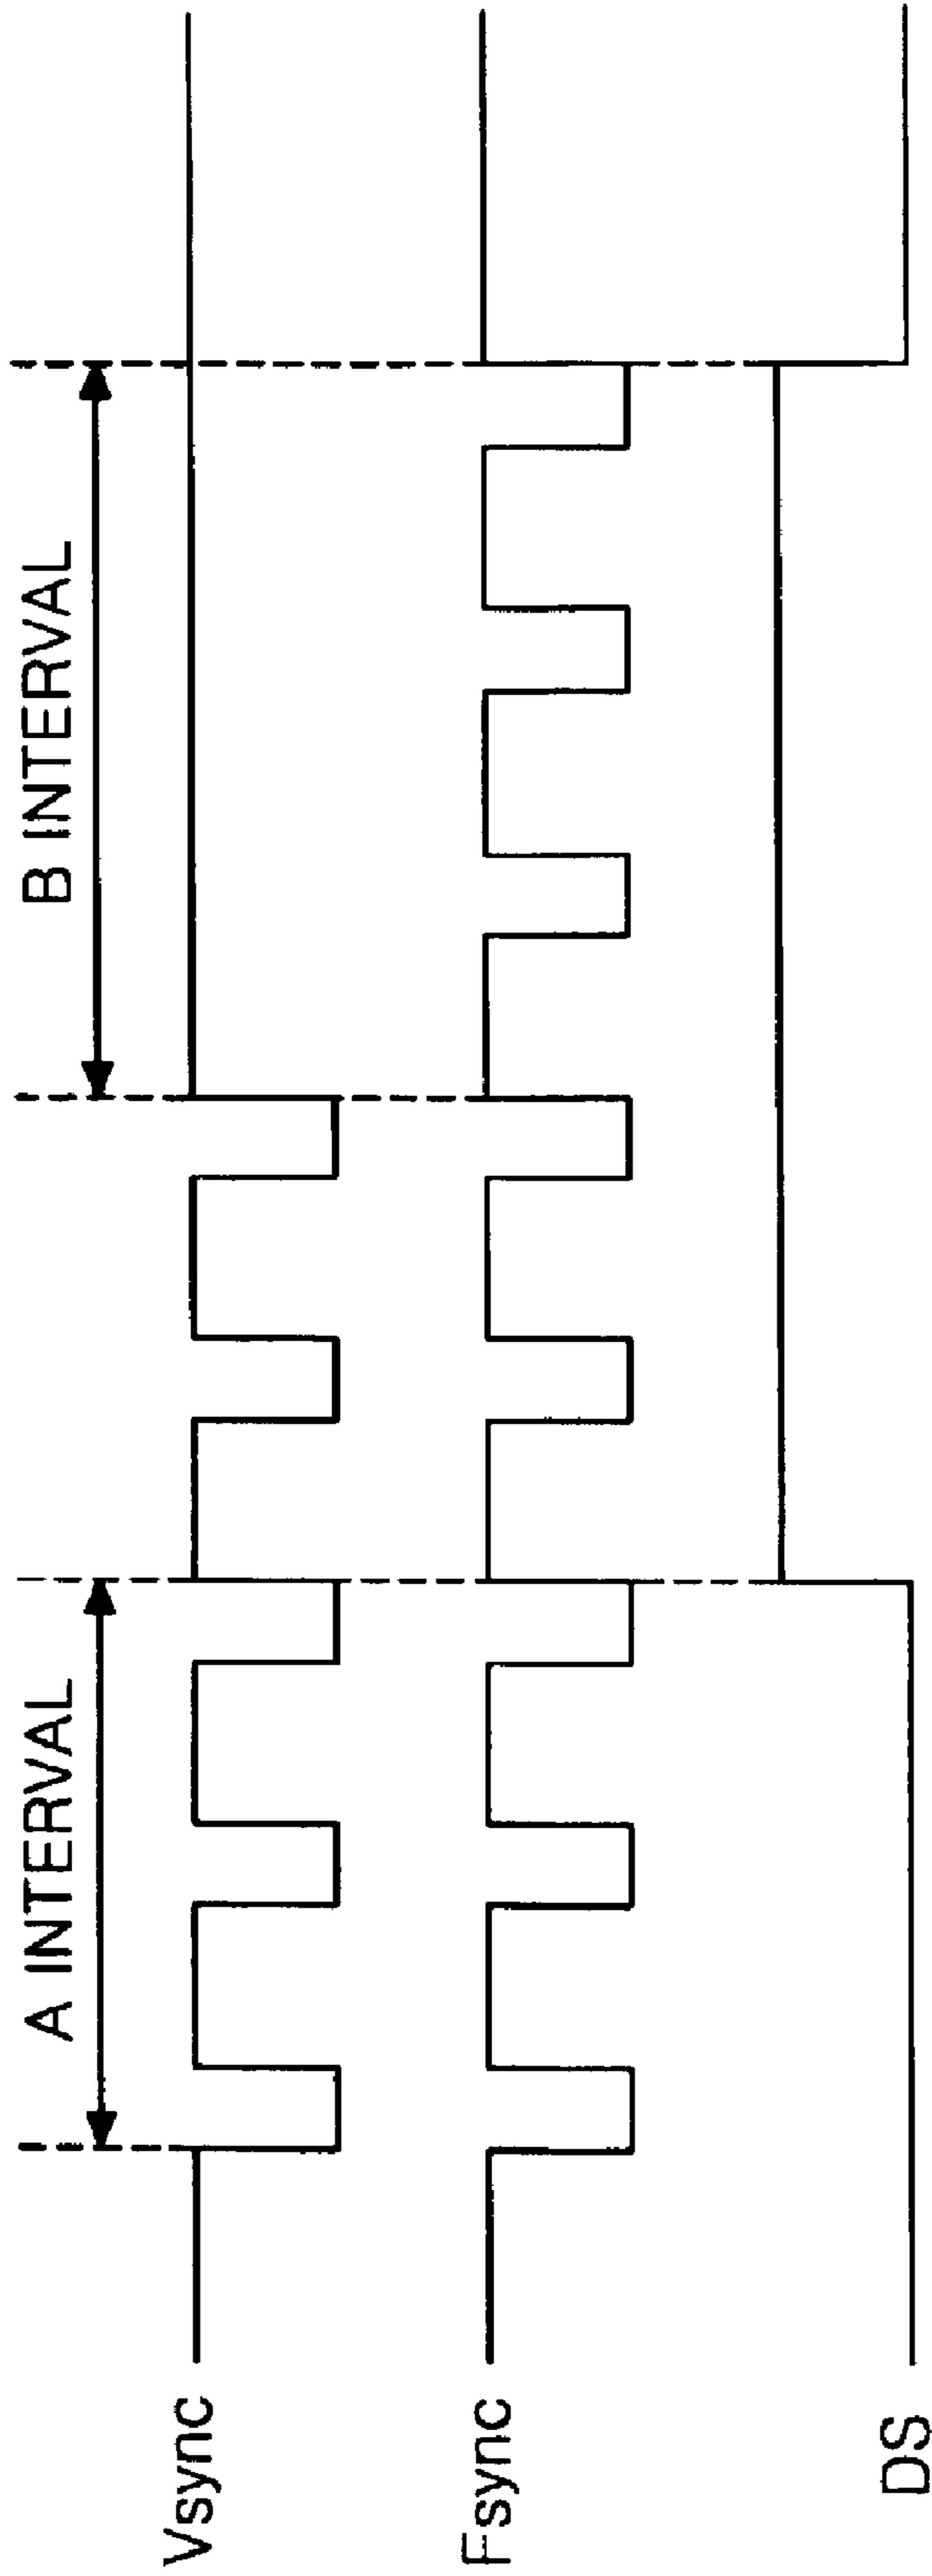 A INTERVAL
B INTERVAL
Vsync
Fsync
DS